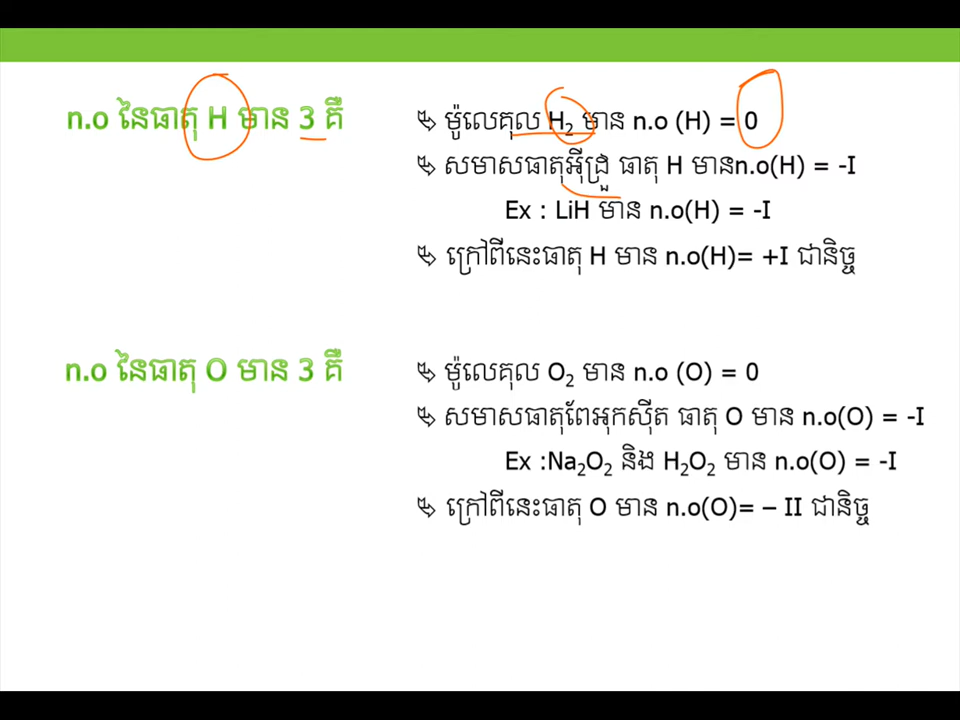 n.o នៃធាតុ H មាន 3 គឺ
ម៉ូលេគុល H₂ មាន n.o (H) = 0
សមាសធាតុអ៊ីដ្រួ ធាតុ H មានn.o(H) = -I
Ex : LiH មាន n.o(H) = -I
ក្រៅពីនេះធាតុ H មាន n.o(H)= +I ជានិច្ច
n.o នៃធាតុ O មាន 3 គឺ
ម៉ូលេគុល O₂ មាន n.o (O) = 0
សមាសធាតុពែអុកស៊ីត ធាតុ O មាន n.o(O) = -I
Ex :Na₂O₂ និង H₂O₂ មាន n.o(O) = -I
ក្រៅពីនេះធាតុ O មាន n.o(O)= – II ជានិច្ច